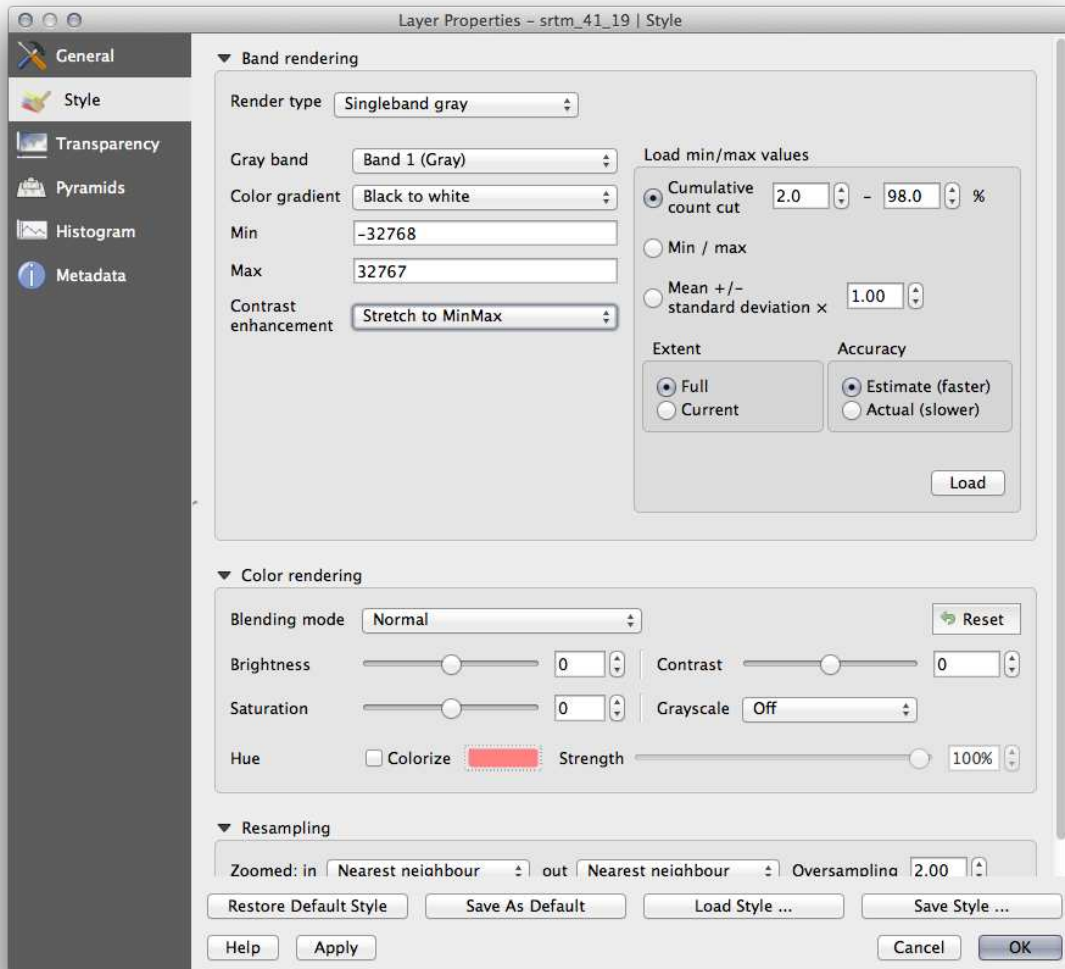 Layer Properties – srtm_41_19 | Style
General
Style
Transparency
Pyramids
Histogram
Metadata
Band rendering
Render type Singleband gray
Gray band Band 1 (Gray)
Color gradient Black to white
Min -32768
Max 32767
Contrast
enhancement Stretch to MinMax
Load min/max values
Cumulative
count cut 2.0 – 98.0 %
Min / max
Mean +/-
standard deviation × 1.00
Extent
Full
Current
Accuracy
Estimate (faster)
Actual (slower)
Load
Color rendering
Blending mode Normal Reset
Brightness 0 Contrast 0
Saturation 0 Grayscale Off
Hue Colorize Strength 100%
Resampling
Zoomed: in Nearest neighbour out Nearest neighbour Oversampling 2.00
Restore Default Style Save As Default Load Style ... Save Style ...
Help Apply Cancel OK